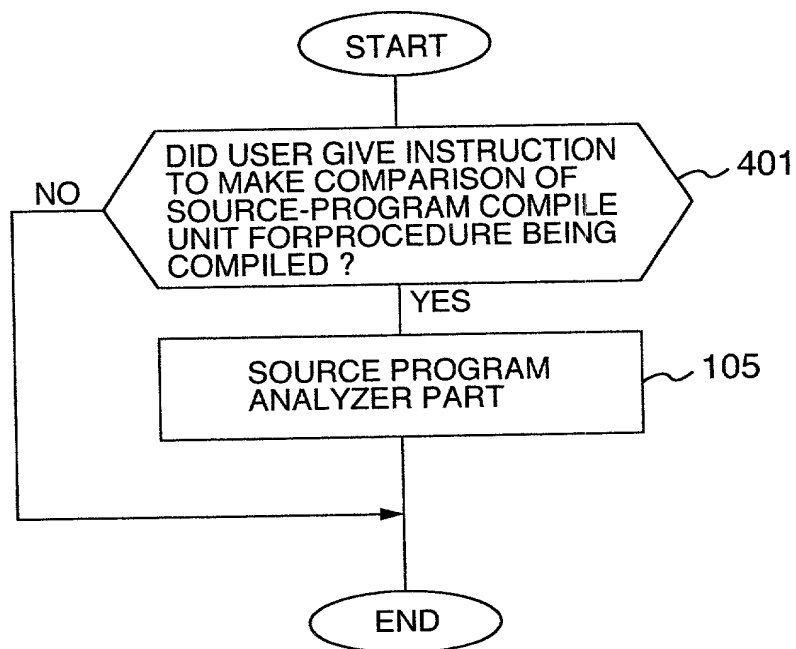 START
DID USER GIVE INSTRUCTION
TO MAKE COMPARISON OF
SOURCE-PROGRAM COMPILE
UNIT FORPROCEDURE BEING
COMPILED ?
401
NO
YES
SOURCE PROGRAM
ANALYZER PART
105
END